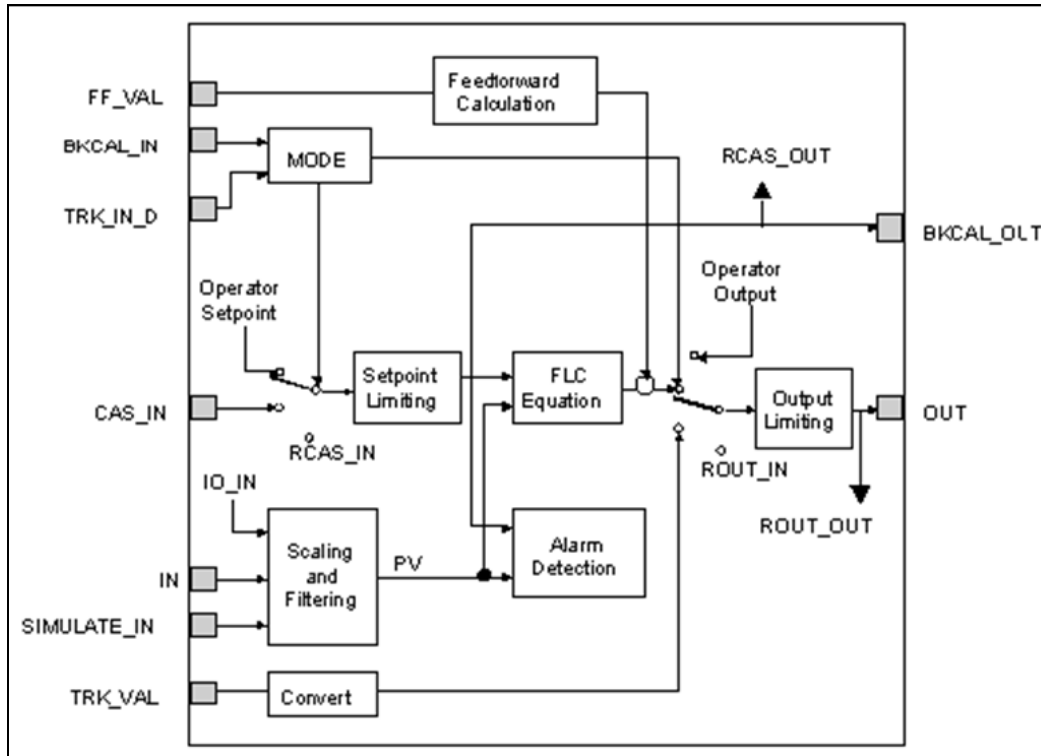 FF_VAL
Feedforward
Calculation
BKCAL_IN
MODE
RCAS_OUT
TRK_IN_D
BKCAL_OUT
Operator
Setpoint
Operator
Output
CAS_IN
Setpoint
Limiting
FLC
Equation
Output
Limiting
OUT
RCAS_IN
ROUT_IN
IO_IN
ROUT_OUT
IN
Scaling
and
Filtering
PV
Alarm
Detection
SIMULATE_IN
TRK_VAL
Convert